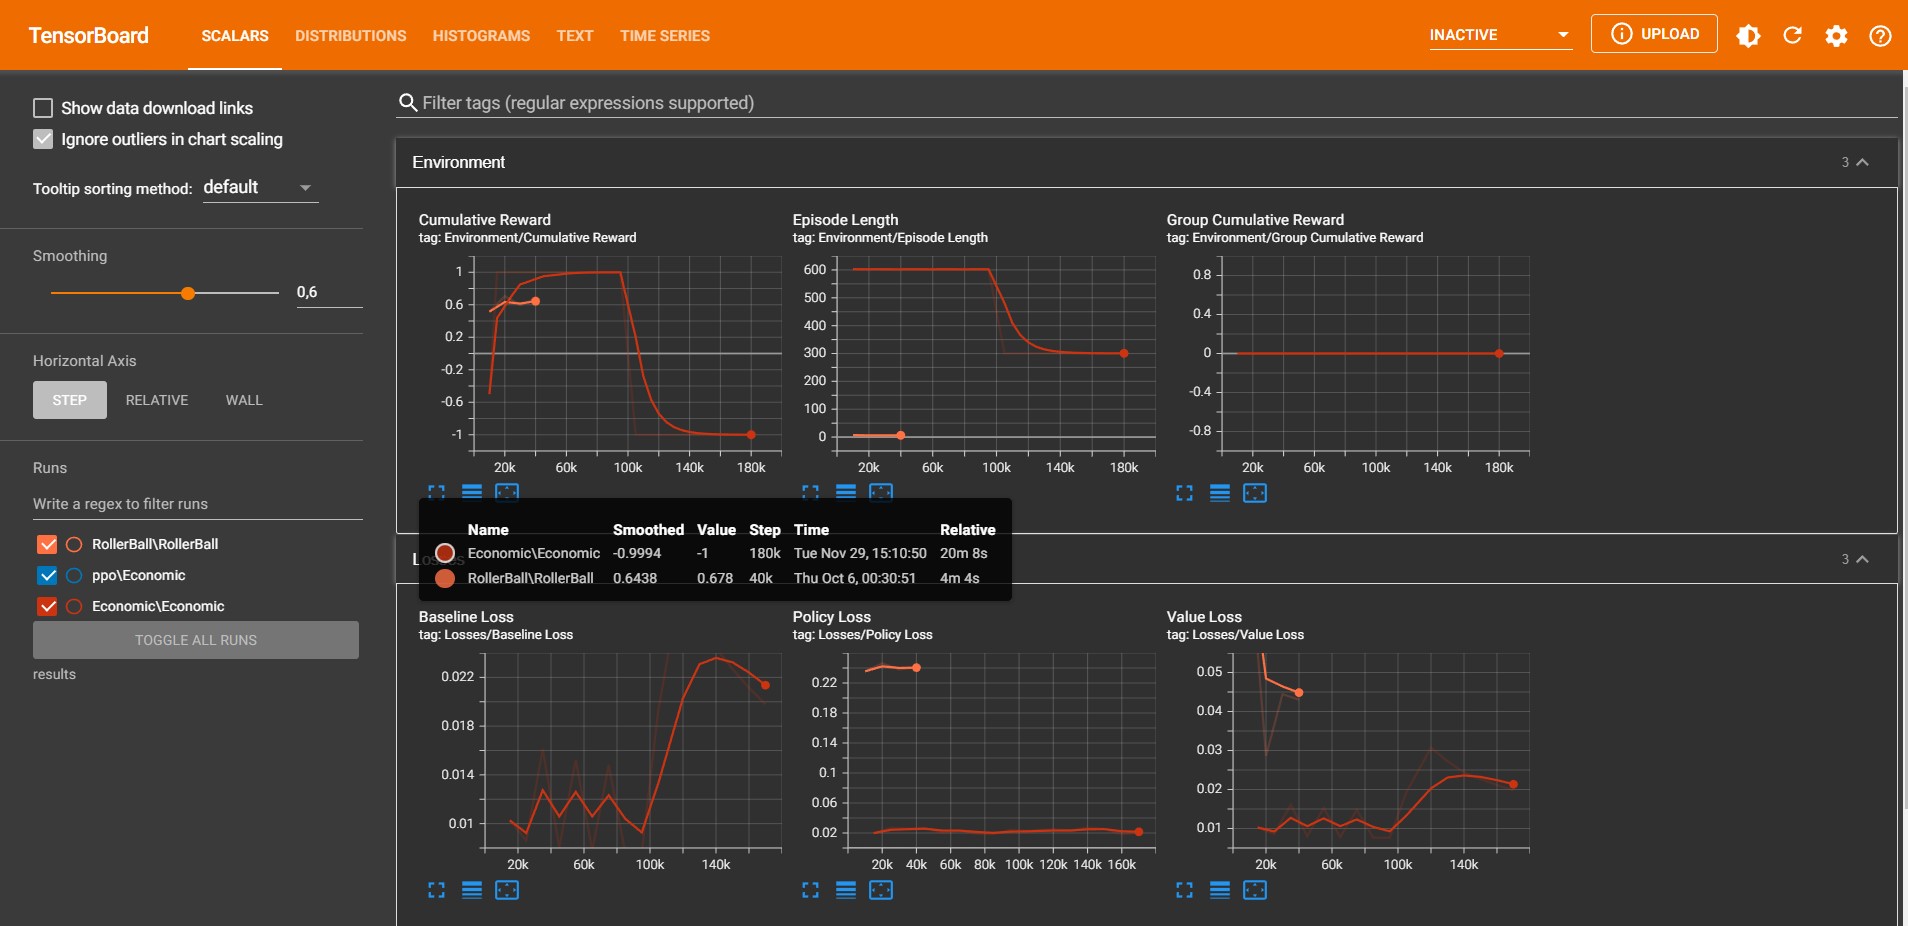 TensorBoard SCALARS DISTRIBUTIONS HISTOGRAMS TEXT TIME SERIES INACTIVE UPLOAD
Show data download links
Ignore outliers in chart scaling
Tooltip sorting method: default
Smoothing
0,6
Horizontal Axis
STEP RELATIVE WALL
Runs
Write a regex to filter runs
RollerBall\RollerBall
ppo\Economic
Economic\Economic
TOGGLE ALL RUNS
results
Filter tags (regular expressions supported)
Environment 3
Cumulative Reward
tag: Environment/Cumulative Reward
1
0.6
0.2
-0.2
-0.6
-1
20k 60k 100k 140k 180k
Episode Length
tag: Environment/Episode Length
600
500
400
300
200
100
0
20k 60k 100k 140k 180k
Group Cumulative Reward
tag: Environment/Group Cumulative Reward
0.8
0.4
0
-0.4
-0.8
20k 60k 100k 140k 180k
Name Smoothed Value Step Time Relative
Economic\Economic -0.9994 -1 180k Tue Nov 29, 15:10:50 20m 8s
RollerBall\RollerBall 0.6438 0.678 40k Thu Oct 6, 00:30:51 4m 4s
Losses 3
Baseline Loss
tag: Losses/Baseline Loss
0.022
0.018
0.014
0.01
20k 60k 100k 140k
Policy Loss
tag: Losses/Policy Loss
0.22
0.18
0.14
0.1
0.06
0.02
20k 40k 60k 80k 100k 120k 140k 160k
Value Loss
tag: Losses/Value Loss
0.05
0.04
0.03
0.02
0.01
20k 60k 100k 140k